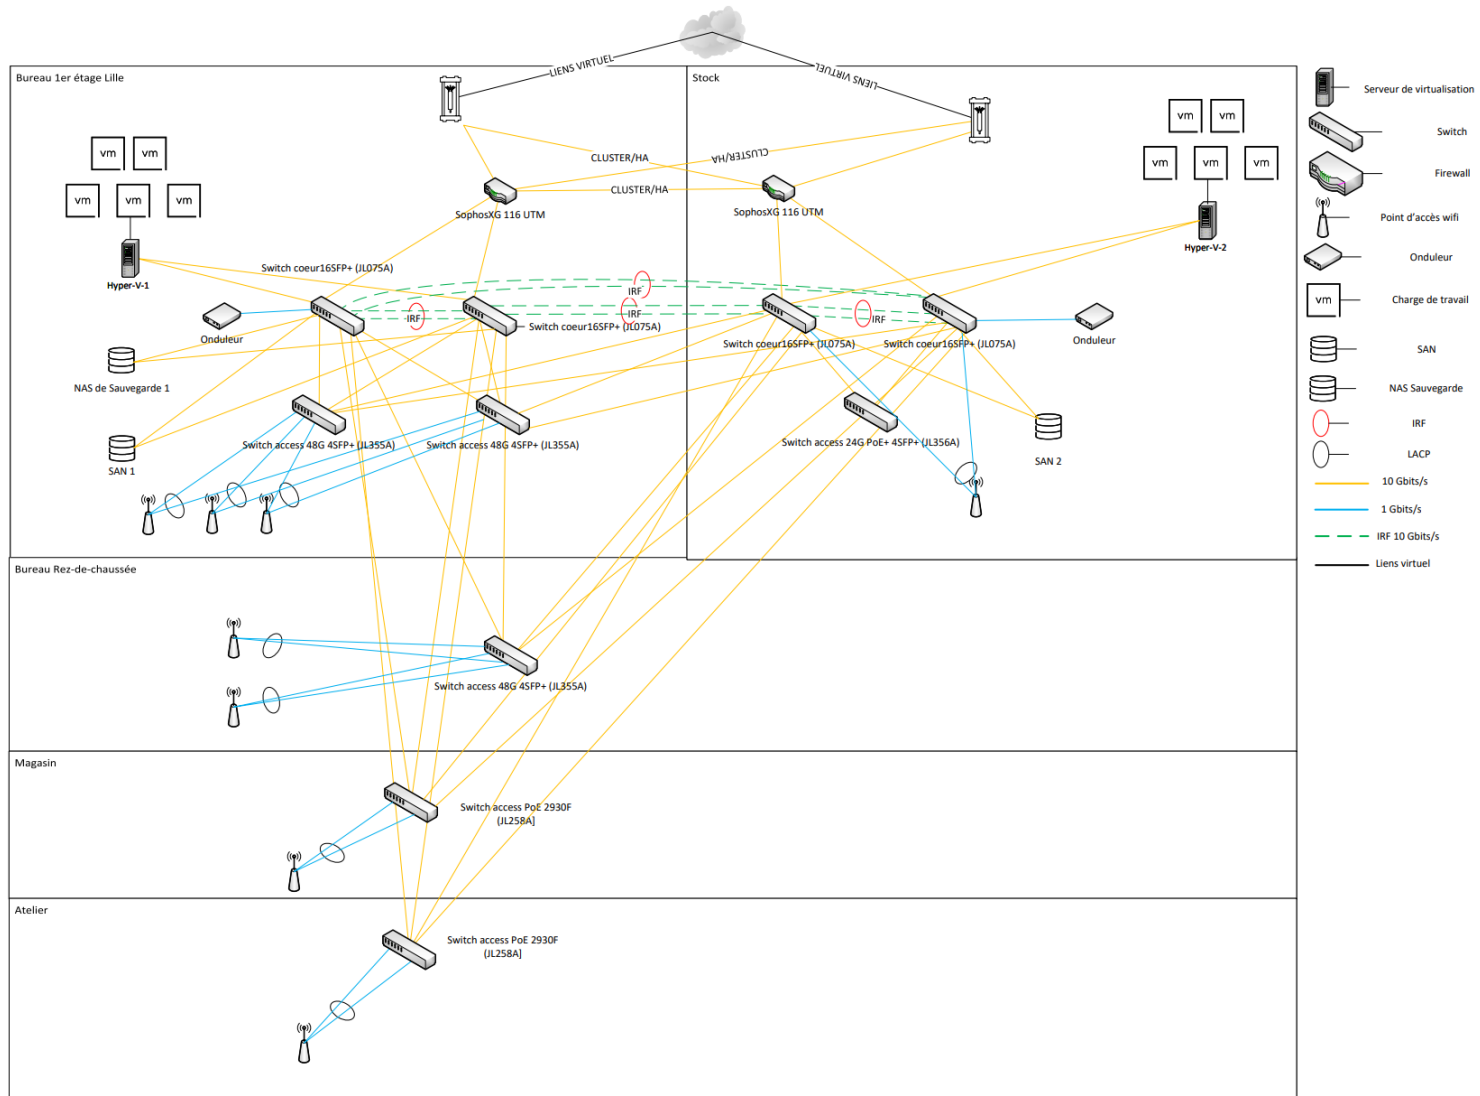 Bureau 1er étage Lille
Stock
LIENS VIRTUEL
LIENS VIRTUEL
vm
vm
vm
vm
vm
Hyper-V-1
CLUSTER/HA
CLUSTER/HA
CLUSTER/HA
SophosXG 116 UTM
SophosXG 116 UTM
vm
vm
vm
vm
vm
Hyper-V-2
Switch coeur16SFP+ (JL075A)
IRF
IRF
IRF
IRF
Switch coeur16SFP+ (JL075A)
Switch coeur16SFP+ (JL075A)
Switch coeur16SFP+ (JL075A)
Onduleur
Onduleur
NAS de Sauvegarde 1
Switch access 48G 4SFP+ (JL355A)
Switch access 48G 4SFP+ (JL355A)
Switch access 24G PoE+ 4SFP+ (JL356A)
SAN 1
SAN 2
Bureau Rez-de-chaussée
Switch access 48G 4SFP+ (JL355A)
Magasin
Switch access PoE 2930F
(JL258A]
Atelier
Switch access PoE 2930F
(JL258A]
Serveur de virtualisation
Switch
Firewall
Point d'accès wifi
Onduleur
vm
Charge de travail
SAN
NAS Sauvegarde
IRF
LACP
10 Gbits/s
1 Gbits/s
IRF 10 Gbits/s
Liens virtuel